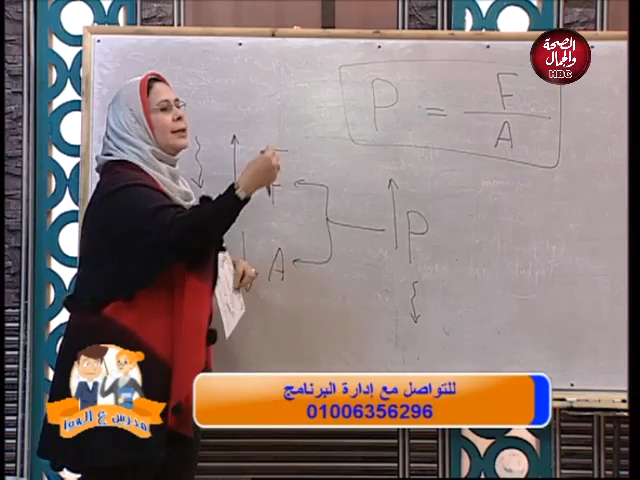 الصحة
والجمال
HBC
P = F
A
F
P
A
للتواصل مع إدارة البرنامج
01006356296
مدرس ع الهوا